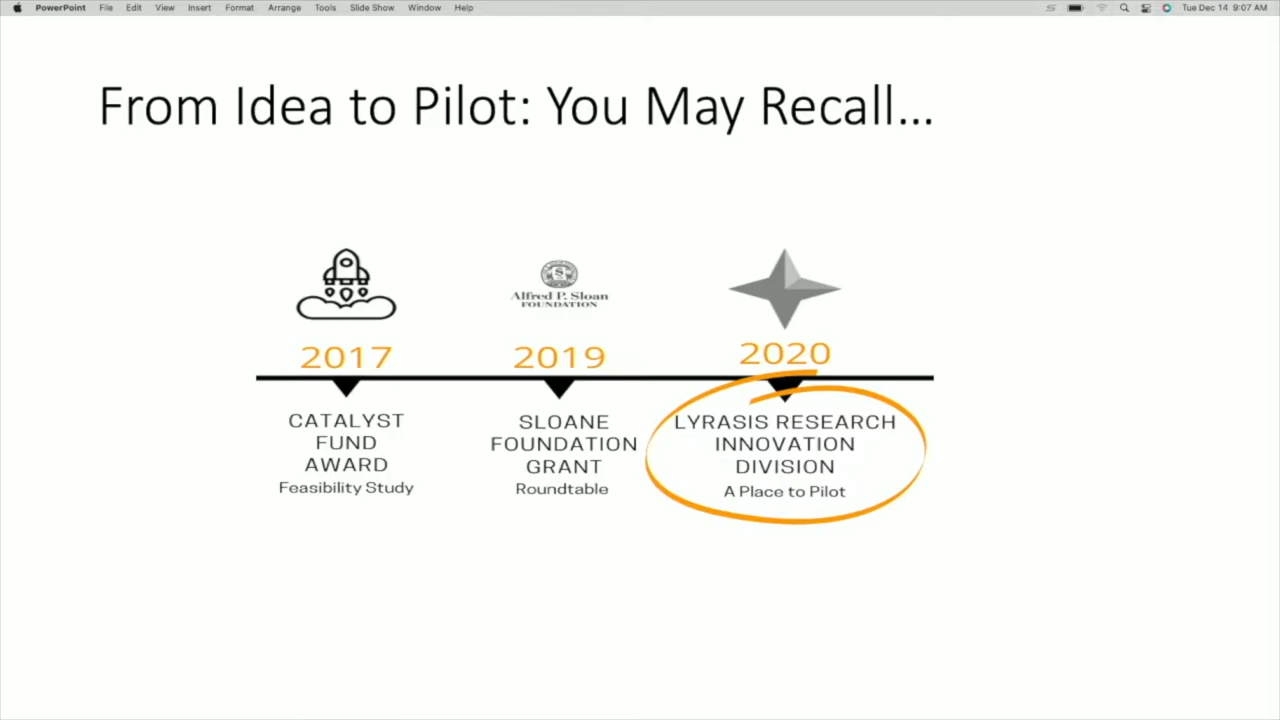 PowerPoint File Edit View Insert Format Arrange Tools Slide Show Window Help Tue Dec 14 9:07 AM
From Idea to Pilot: You May Recall...
Alfred P. Sloan
FOUNDATION
2017
2019
2020
CATALYST
FUND
AWARD
Feasibility Study
SLOANE
FOUNDATION
GRANT
Roundtable
LYRASIS RESEARCH
INNOVATION
DIVISION
A Place to Pilot